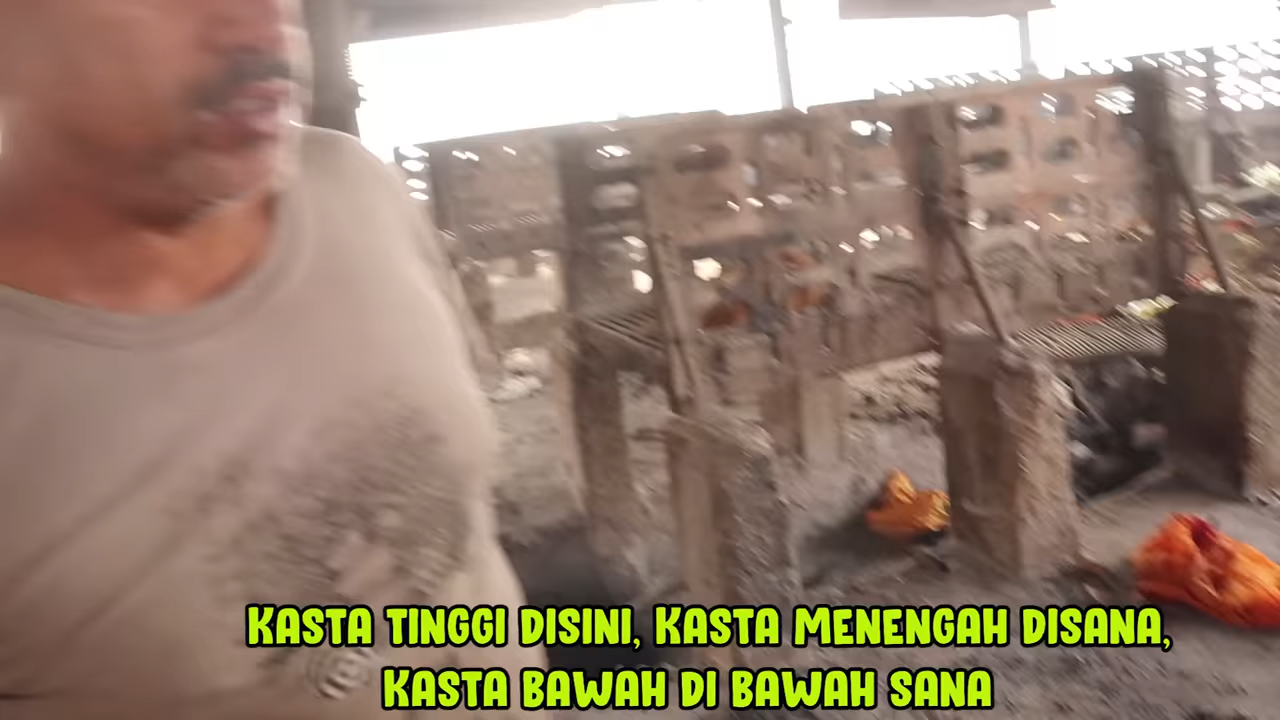 KASTA TINGGI DISINI, KASTA MENENGAH DISANA,
KASTA BAWAH DI BAWAH SANA